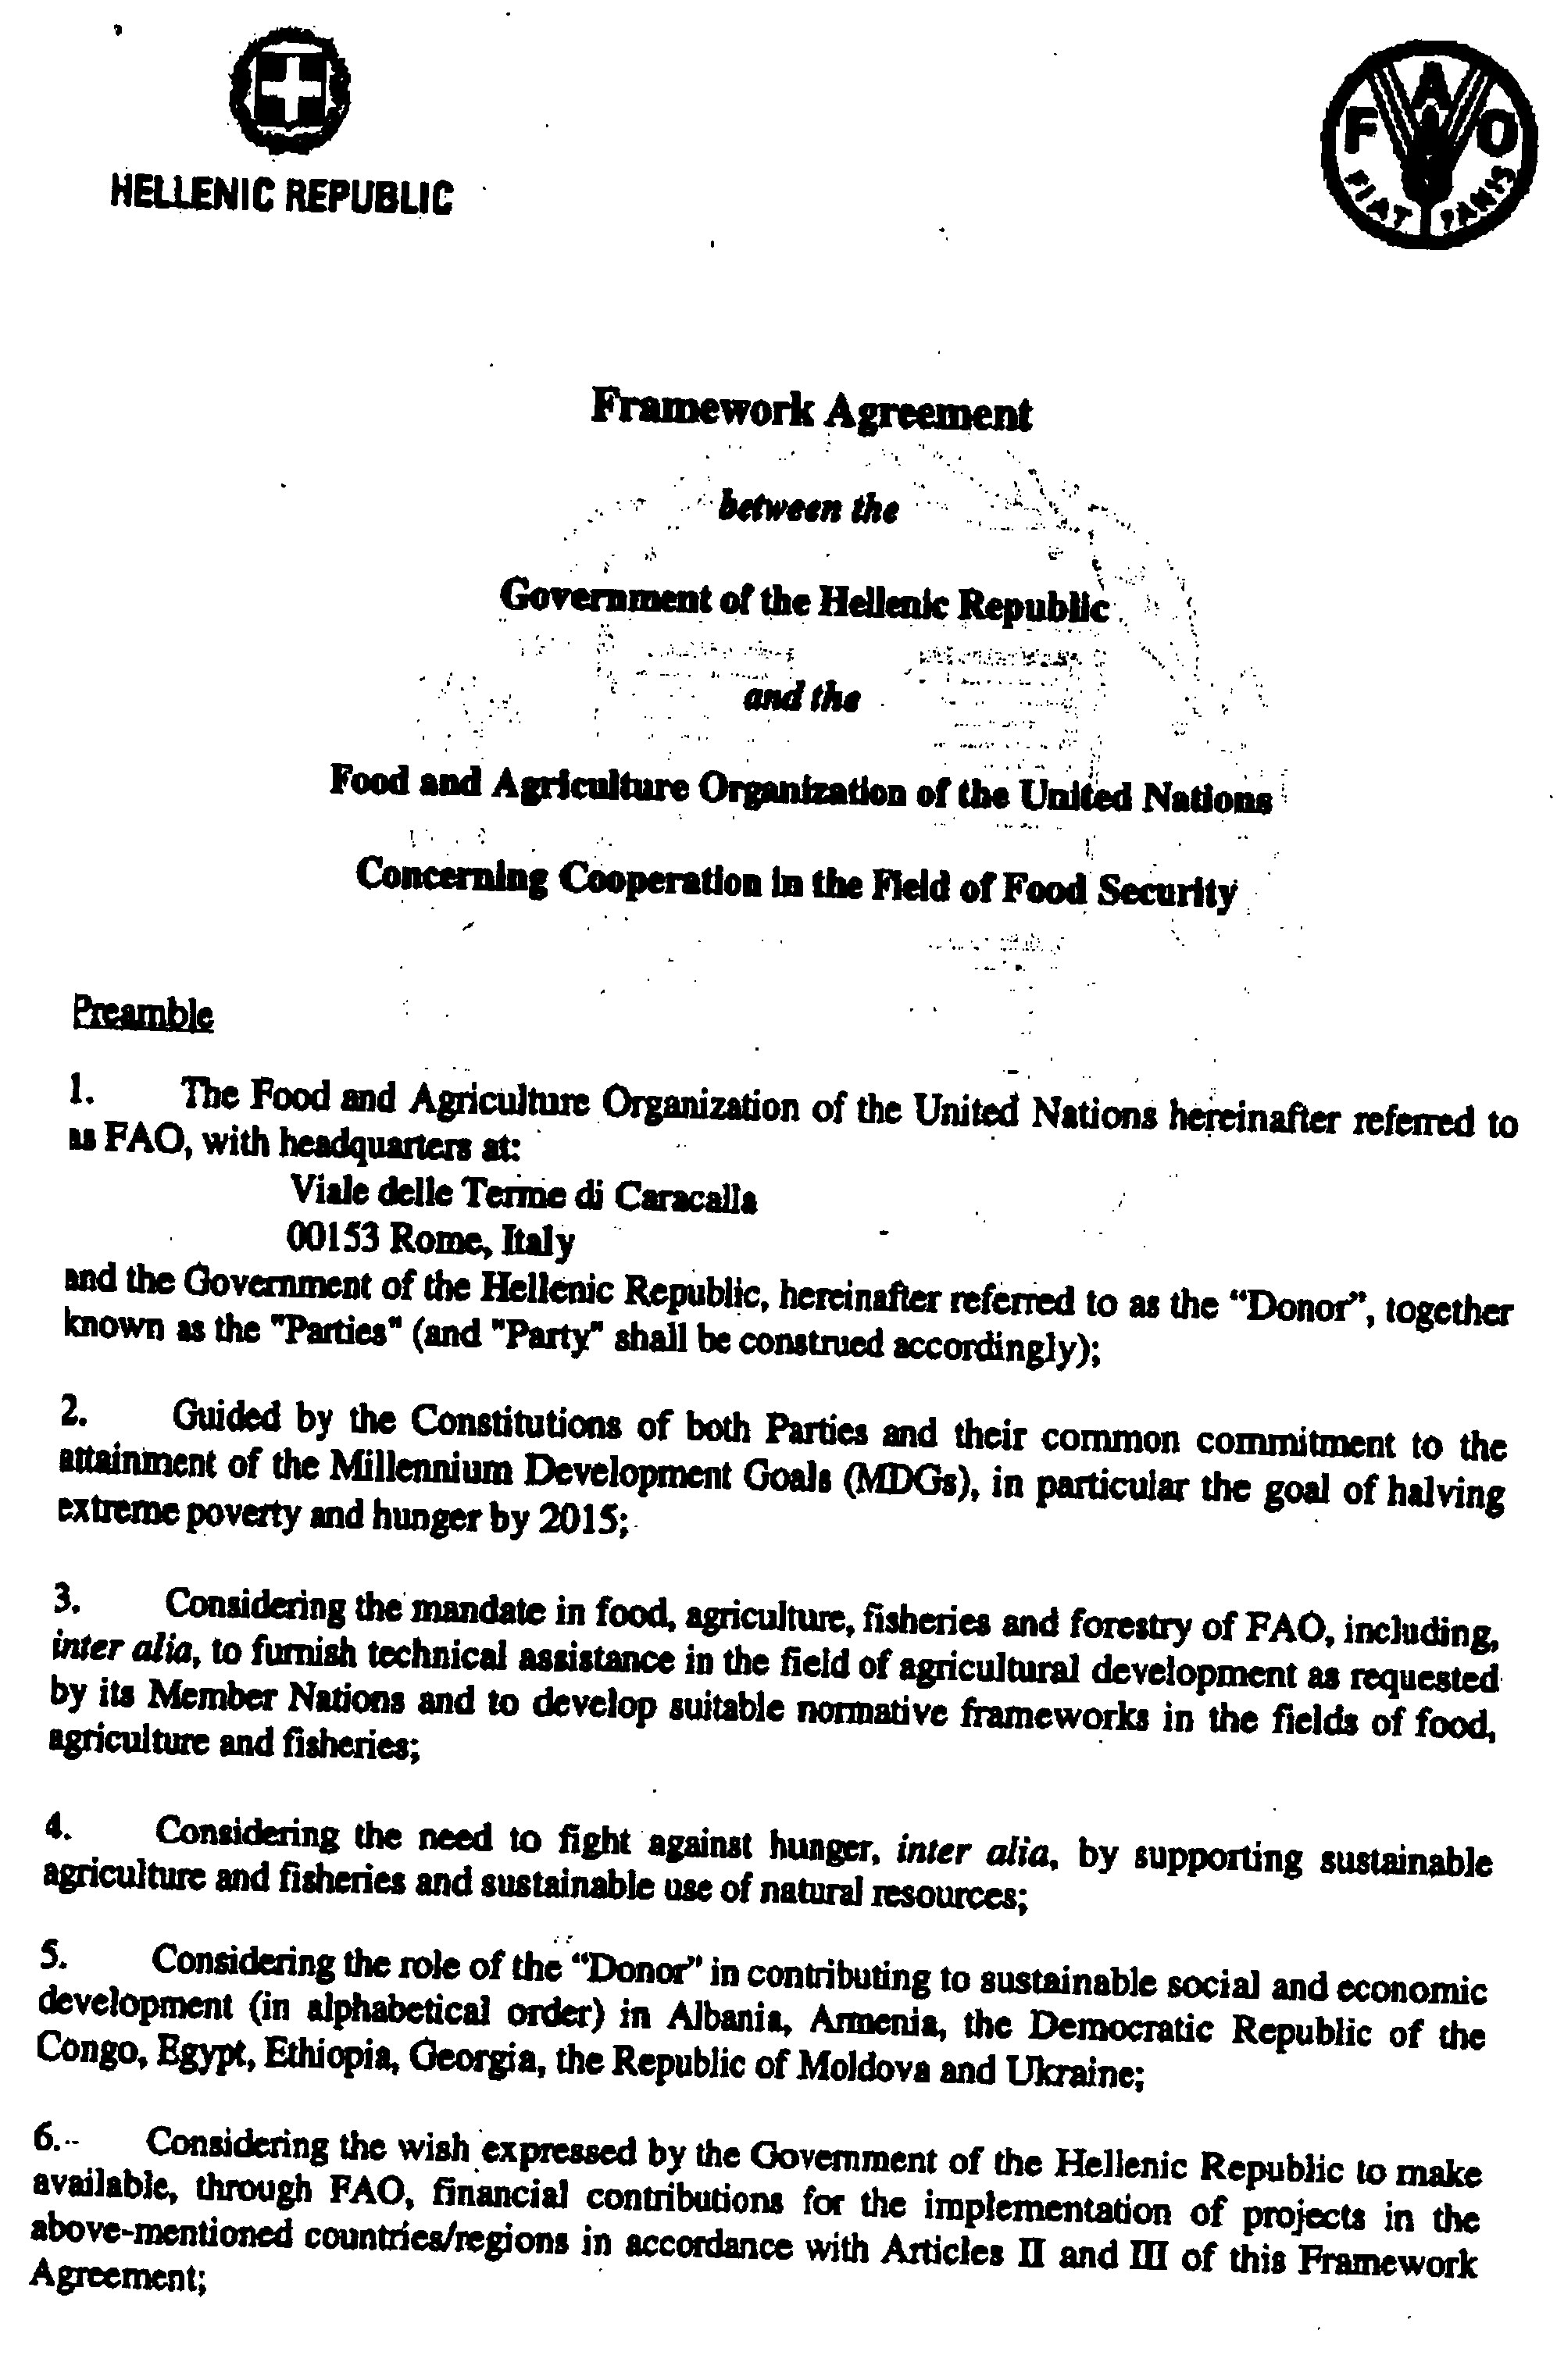 HELLENIC REPUBLIC
F A O
FIAT PANIS
Framework Agreement
between the
Government of the Hellenic Republic
and the
Food and Agriculture Organization of the United Nations
Concerning Cooperation in the Field of Food Security
Preamble
1. The Food and Agriculture Organization of the United Nations hereinafter referred to
as FAO, with headquarters at:
Viale delle Terme di Caracalla
00153 Rome, Italy
and the Government of the Hellenic Republic, hereinafter referred to as the “Donor”, together
known as the "Parties" (and "Party" shall be construed accordingly);
2. Guided by the Constitutions of both Parties and their common commitment to the
attainment of the Millennium Development Goals (MDGs), in particular the goal of halving
extreme poverty and hunger by 2015;
3. Considering the mandate in food, agriculture, fisheries and forestry of FAO, including,
inter alia, to furnish technical assistance in the field of agricultural development as requested
by its Member Nations and to develop suitable normative frameworks in the fields of food,
agriculture and fisheries;
4. Considering the need to fight against hunger, inter alia, by supporting sustainable
agriculture and fisheries and sustainable use of natural resources;
5. Considering the role of the “Donor” in contributing to sustainable social and economic
development (in alphabetical order) in Albania, Armenia, the Democratic Republic of the
Congo, Egypt, Ethiopia, Georgia, the Republic of Moldova and Ukraine;
6. Considering the wish expressed by the Government of the Hellenic Republic to make
available, through FAO, financial contributions for the implementation of projects in the
above-mentioned countries/regions in accordance with Articles II and III of this Framework
Agreement;